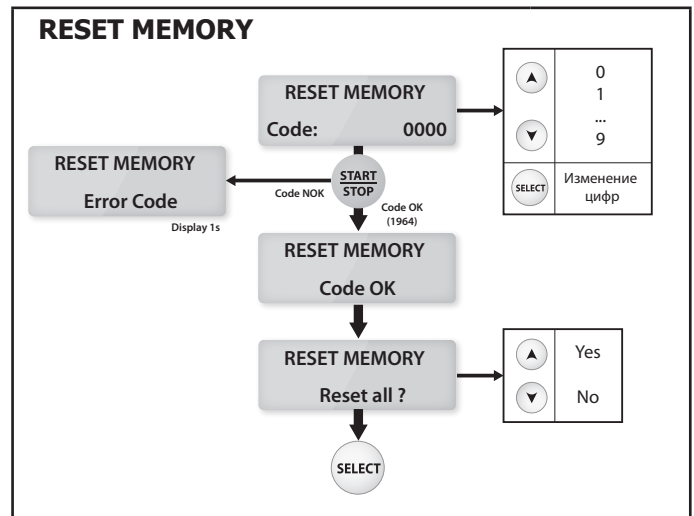 RESET MEMORY
RESET MEMORY
Code: 0000
0
1
...
9
SELECT
Изменение
цифр
RESET MEMORY
Error Code
Display 1s
Code NOK
START
STOP
Code OK
(1964)
RESET MEMORY
Code OK
RESET MEMORY
Reset all ?
Yes
No
SELECT